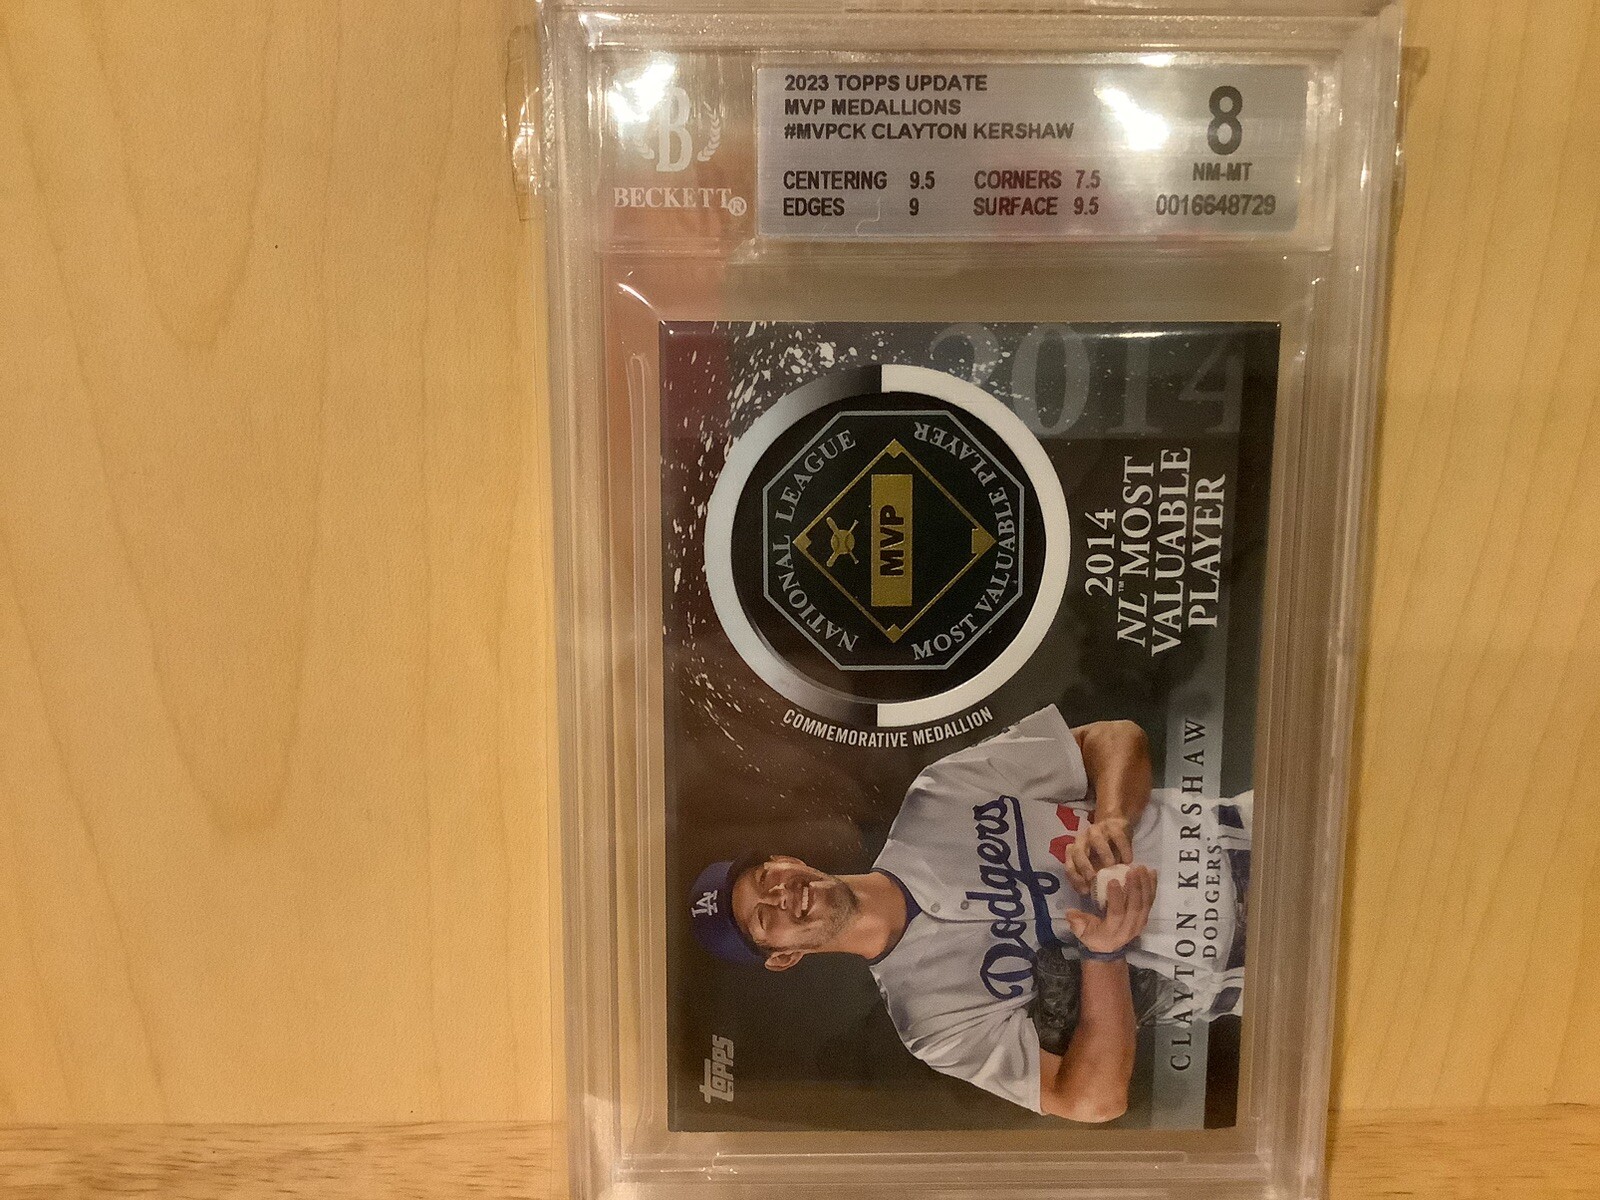 B
BECKETT®
2023 TOPPS UPDATE
MVP MEDALLIONS
#MVPCK CLAYTON KERSHAW
CENTERING 9.5 CORNERS 7.5
EDGES 9 SURFACE 9.5
8
NM-MT
0016648729
2014
NATIONAL LEAGUE
MVP
MOST VALUABLE PLAYER
COMMEMORATIVE MEDALLION
2014
NL™ MOST
VALUABLE
PLAYER
LA
Dodgers
CLAYTON KERSHAW
DODGERS
topps